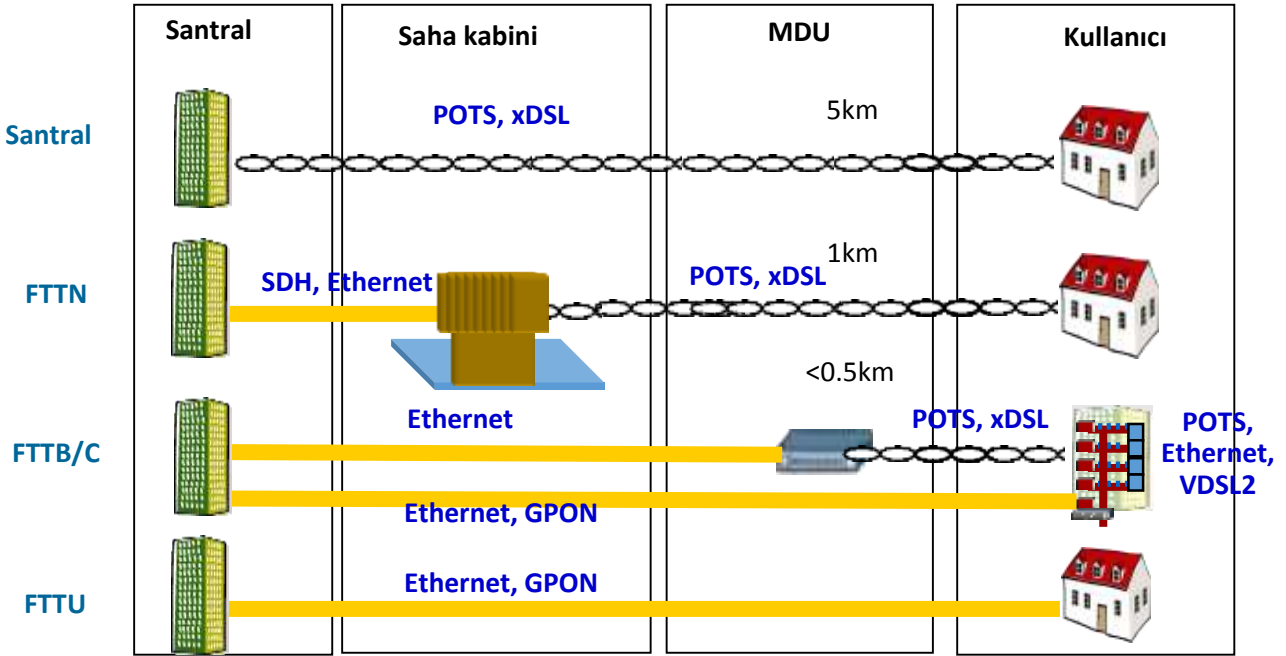 Santral
Saha kabini
MDU
Kullanıcı
Santral
POTS, xDSL
5km
FTTN
SDH, Ethernet
POTS, xDSL
1km
<0.5km
FTTB/C
Ethernet
POTS, xDSL
POTS,
Ethernet,
VDSL2
Ethernet, GPON
FTTU
Ethernet, GPON